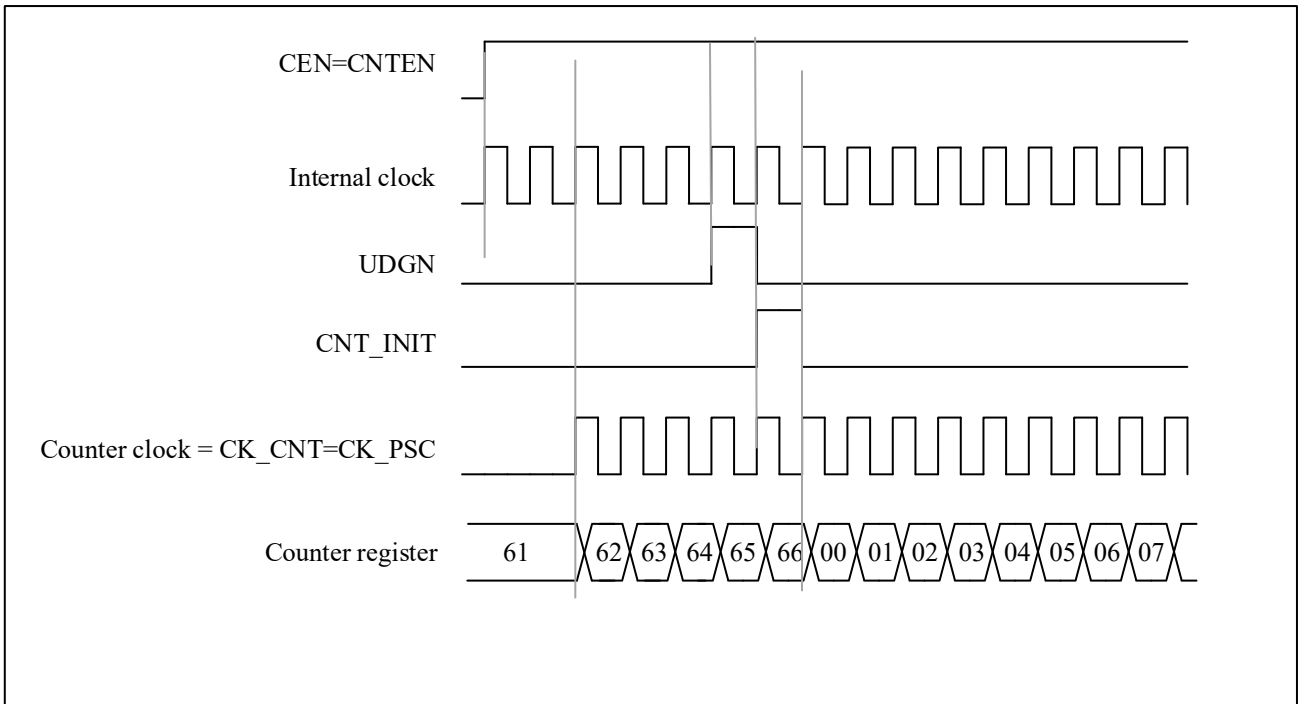 CEN=CNTEN
Internal clock
UDGN
CNT_INIT
Counter clock = CK_CNT=CK_PSC
Counter register 61 62 63 64 65 66 00 01 02 03 04 05 06 07